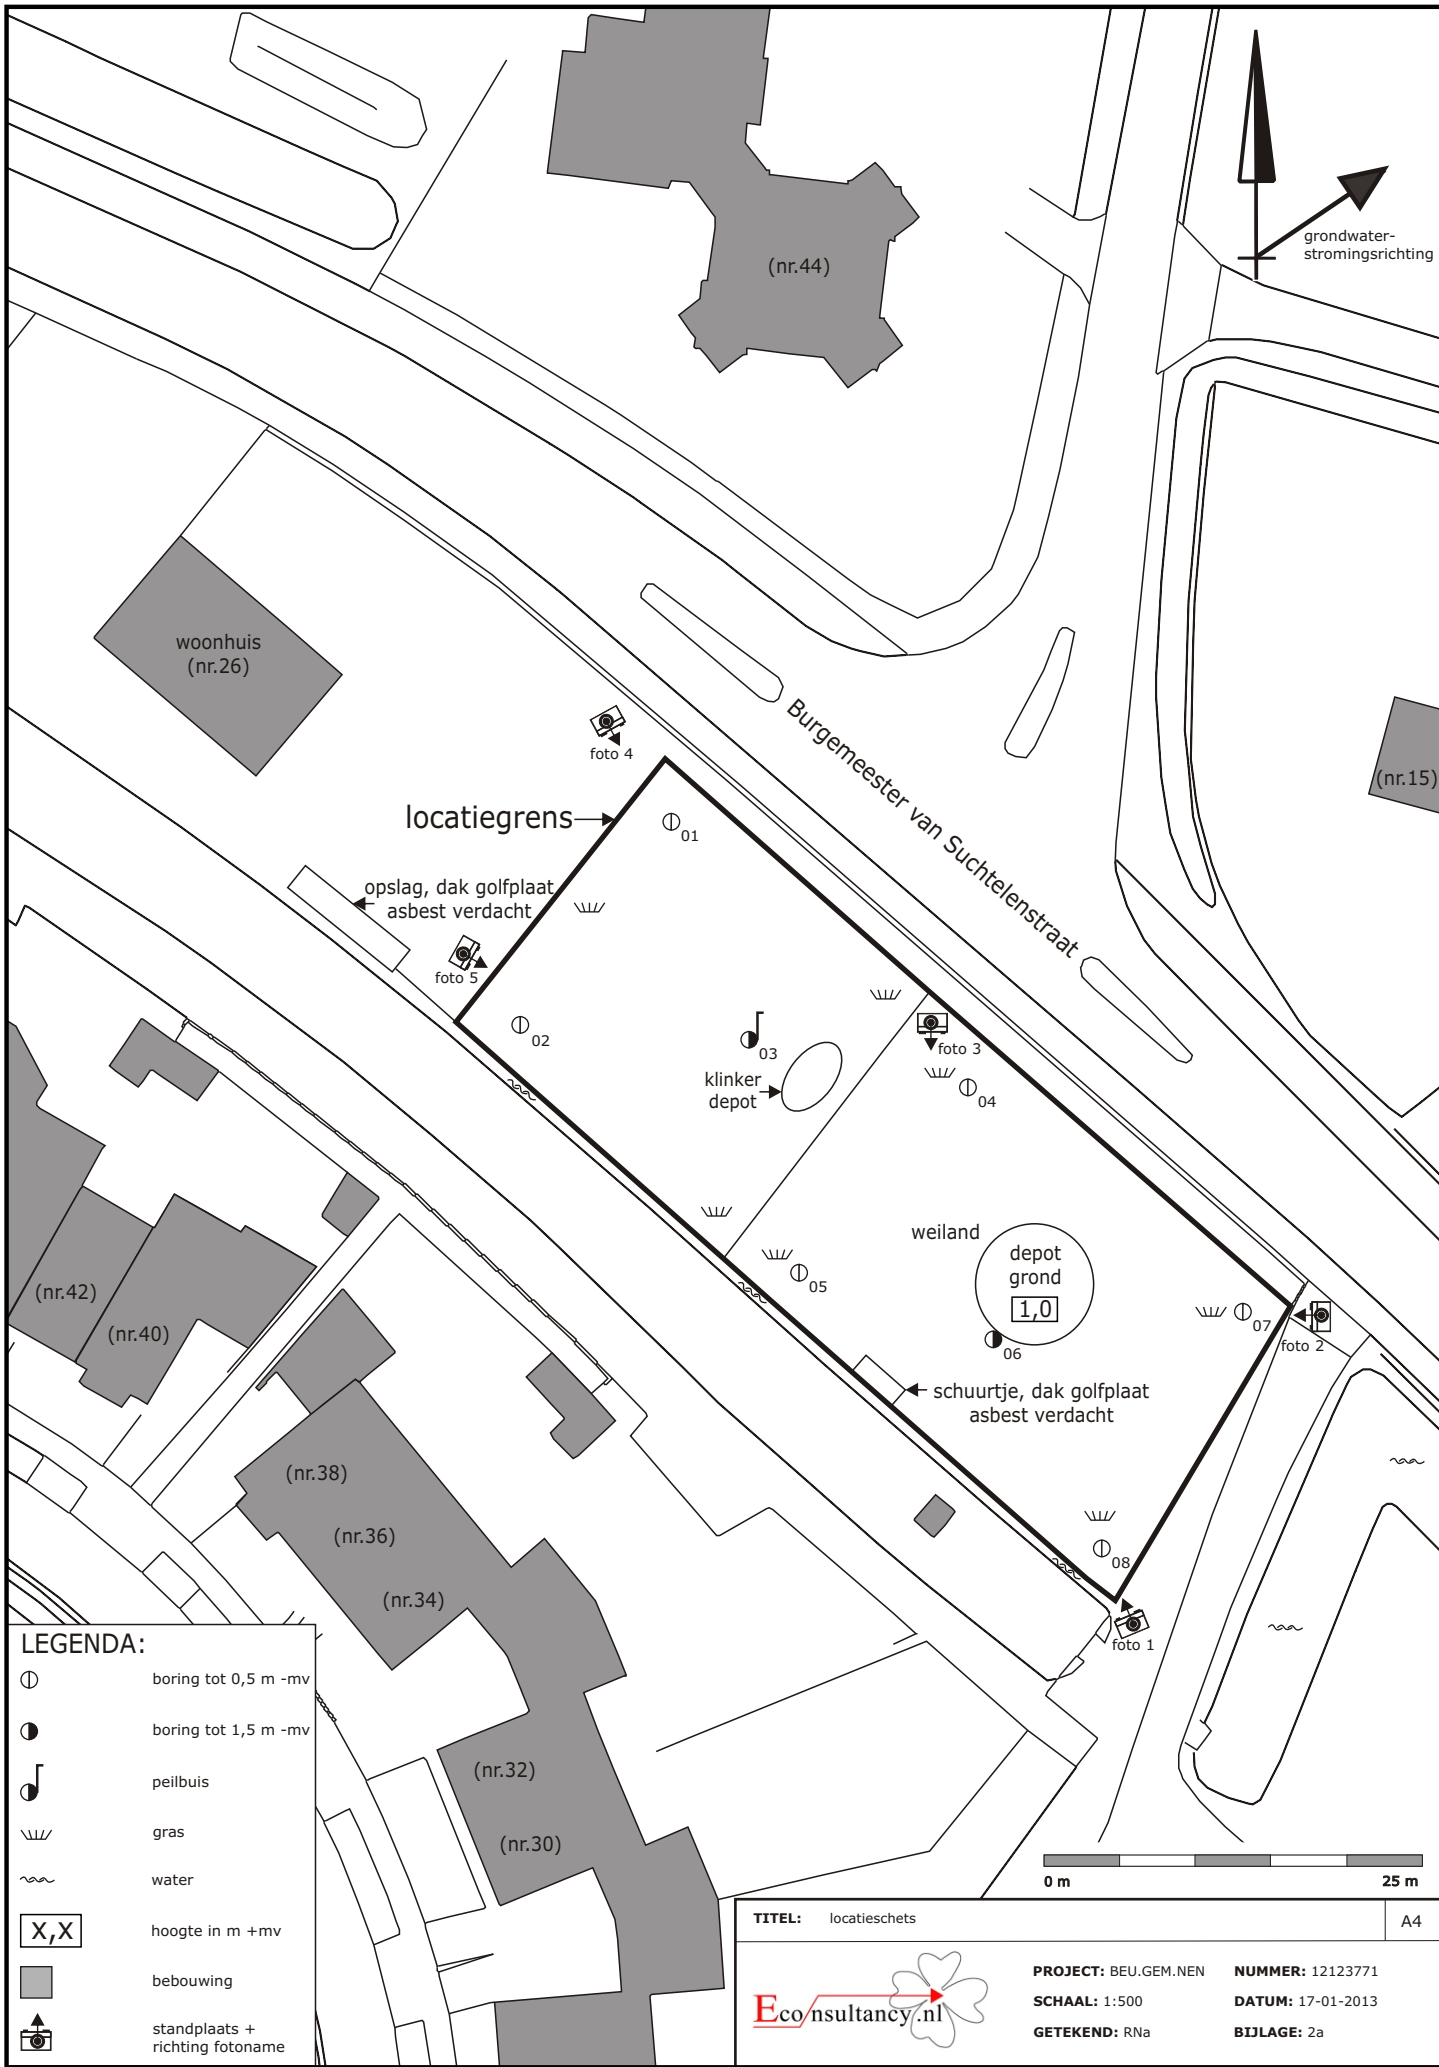 (nr.44)
grondwater-
stromingsrichting
woonhuis
(nr.26)
foto 4
Burgemeester van Suchtelenstraat
(nr.15)
locatiegrens
01
opslag, dak golfplaat
asbest verdacht
foto 5
02
03
foto 3
klinker
depot
04
weiland
depot
grond
1,0
05
07
foto 2
06
schuurtje, dak golfplaat
asbest verdacht
(nr.42)
(nr.40)
(nr.38)
(nr.36)
(nr.34)
08
foto 1
(nr.32)
(nr.30)
LEGENDA:
boring tot 0,5 m -mv
boring tot 1,5 m -mv
peilbuis
gras
water
X,X hoogte in m +mv
bebouwing
standplaats +
richting fotoname
0 m 25 m
TITEL: locatieschets A4
Econsultancy.nl
PROJECT: BEU.GEM.NEN NUMMER: 12123771
SCHAAL: 1:500 DATUM: 17-01-2013
GETEKEND: RNa BIJLAGE: 2a